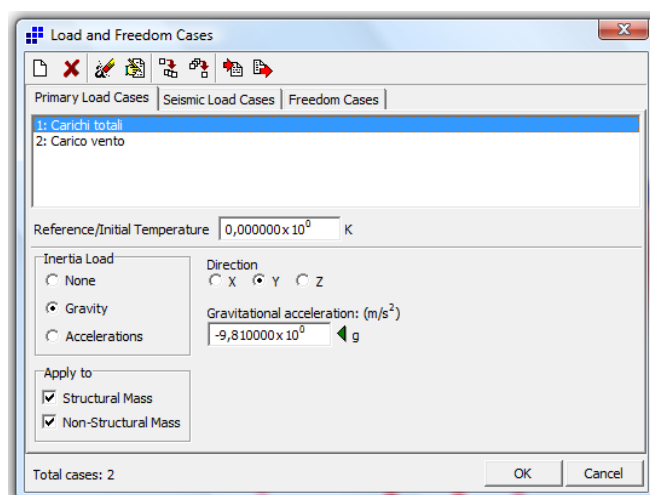 Load and Freedom Cases
Primary Load Cases Seismic Load Cases Freedom Cases
1: Carichi totali
2: Carico vento
Reference/Initial Temperature 0,000000x10⁰ K
Inertia Load
None
Gravity
Accelerations
Direction
X Y Z
Gravitational acceleration: (m/s²)
-9,810000x10⁰ g
Apply to
Structural Mass
Non-Structural Mass
Total cases: 2 OK Cancel